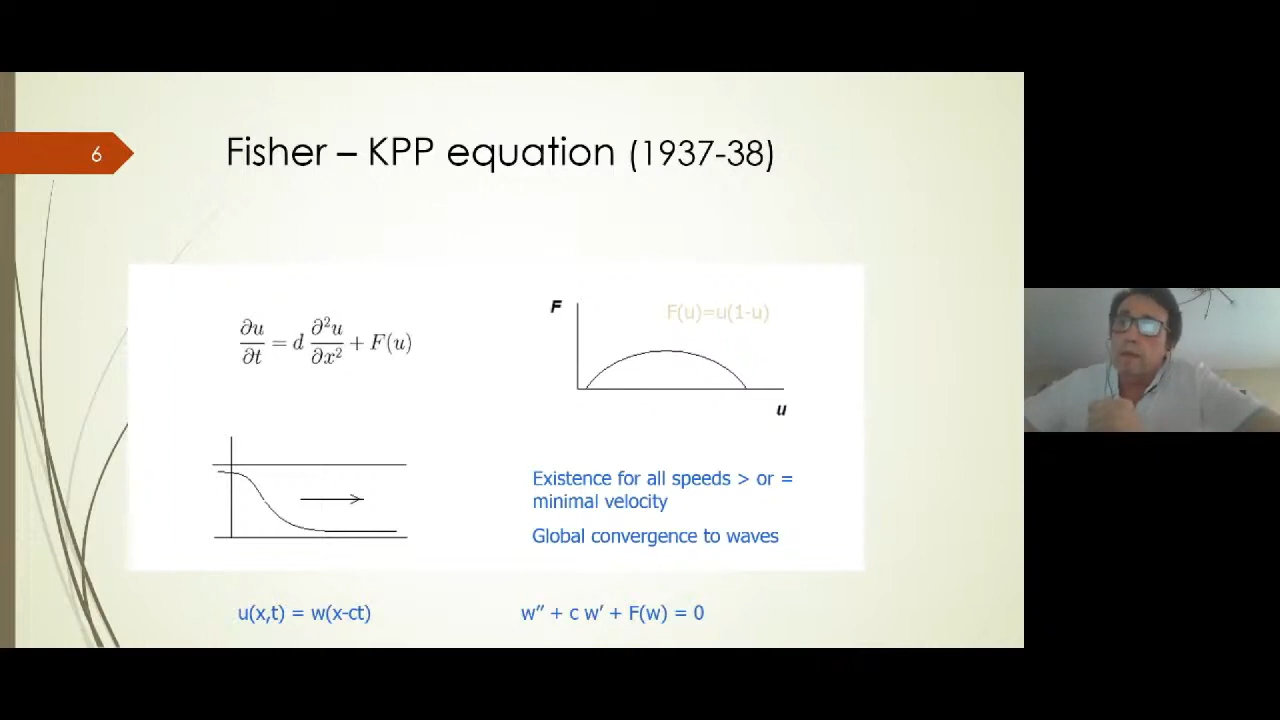 6
Fisher – KPP equation (1937-38)
∂u/∂t = d ∂²u/∂x² + F(u)
F
F(u)=u(1-u)
u
Existence for all speeds > or =
minimal velocity
Global convergence to waves
u(x,t) = w(x-ct)
w″ + c w′ + F(w) = 0